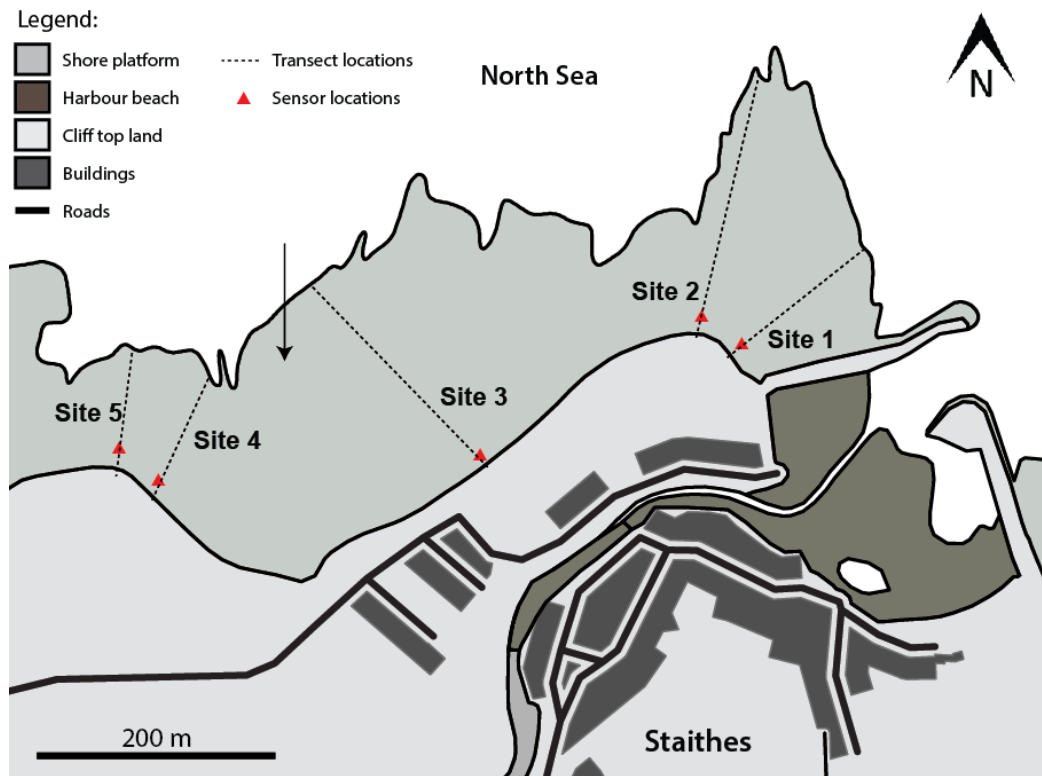 Legend:
Shore platform
Harbour beach
Cliff top land
Buildings
Roads
Transect locations
Sensor locations
North Sea
N
Site 2
Site 1
Site 3
Site 5
Site 4
200 m
Staithes